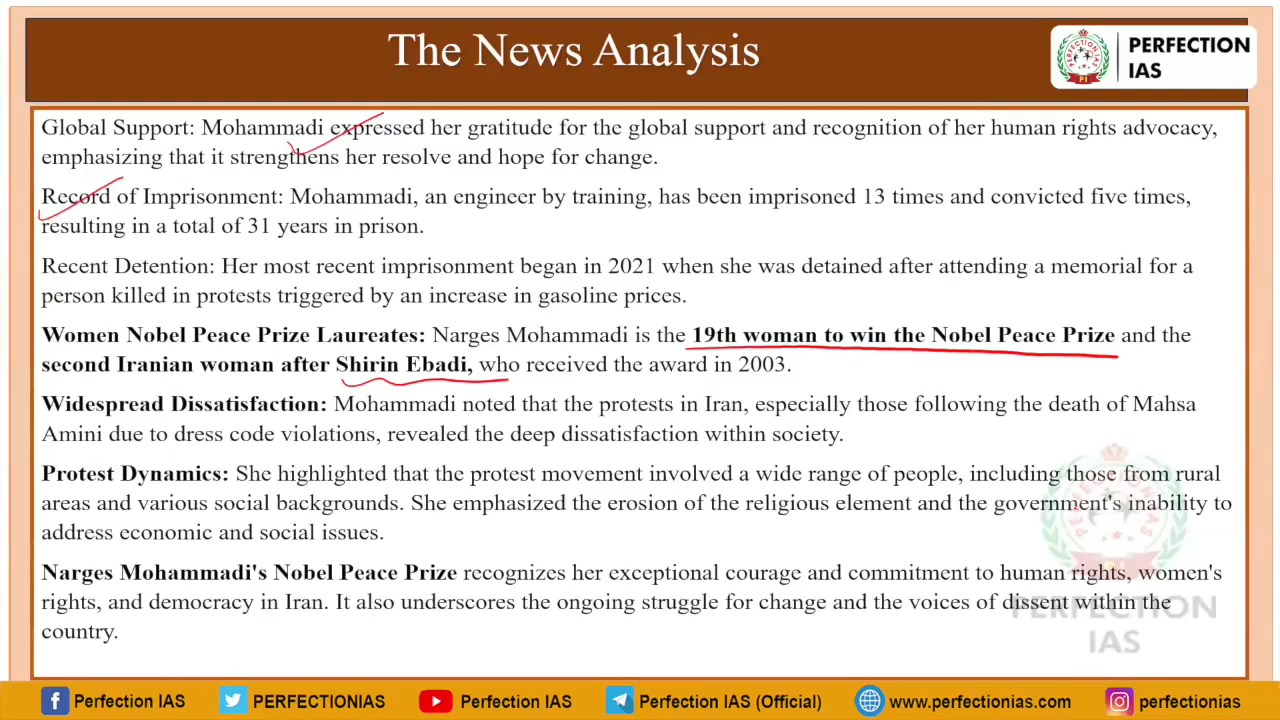 The News Analysis
PERFECTION
IAS
PI
Global Support: Mohammadi expressed her gratitude for the global support and recognition of her human rights advocacy,
emphasizing that it strengthens her resolve and hope for change.
Record of Imprisonment: Mohammadi, an engineer by training, has been imprisoned 13 times and convicted five times,
resulting in a total of 31 years in prison.
Recent Detention: Her most recent imprisonment began in 2021 when she was detained after attending a memorial for a
person killed in protests triggered by an increase in gasoline prices.
Women Nobel Peace Prize Laureates: Narges Mohammadi is the 19th woman to win the Nobel Peace Prize and the
second Iranian woman after Shirin Ebadi, who received the award in 2003.
Widespread Dissatisfaction: Mohammadi noted that the protests in Iran, especially those following the death of Mahsa
Amini due to dress code violations, revealed the deep dissatisfaction within society.
Protest Dynamics: She highlighted that the protest movement involved a wide range of people, including those from rural
areas and various social backgrounds. She emphasized the erosion of the religious element and the government's inability to
address economic and social issues.
Narges Mohammadi's Nobel Peace Prize recognizes her exceptional courage and commitment to human rights, women's
rights, and democracy in Iran. It also underscores the ongoing struggle for change and the voices of dissent within the
country.
PERFECTION
IAS
Perfection IAS
PERFECTIONIAS
Perfection IAS
Perfection IAS (Official)
www.perfectionias.com
perfectionias